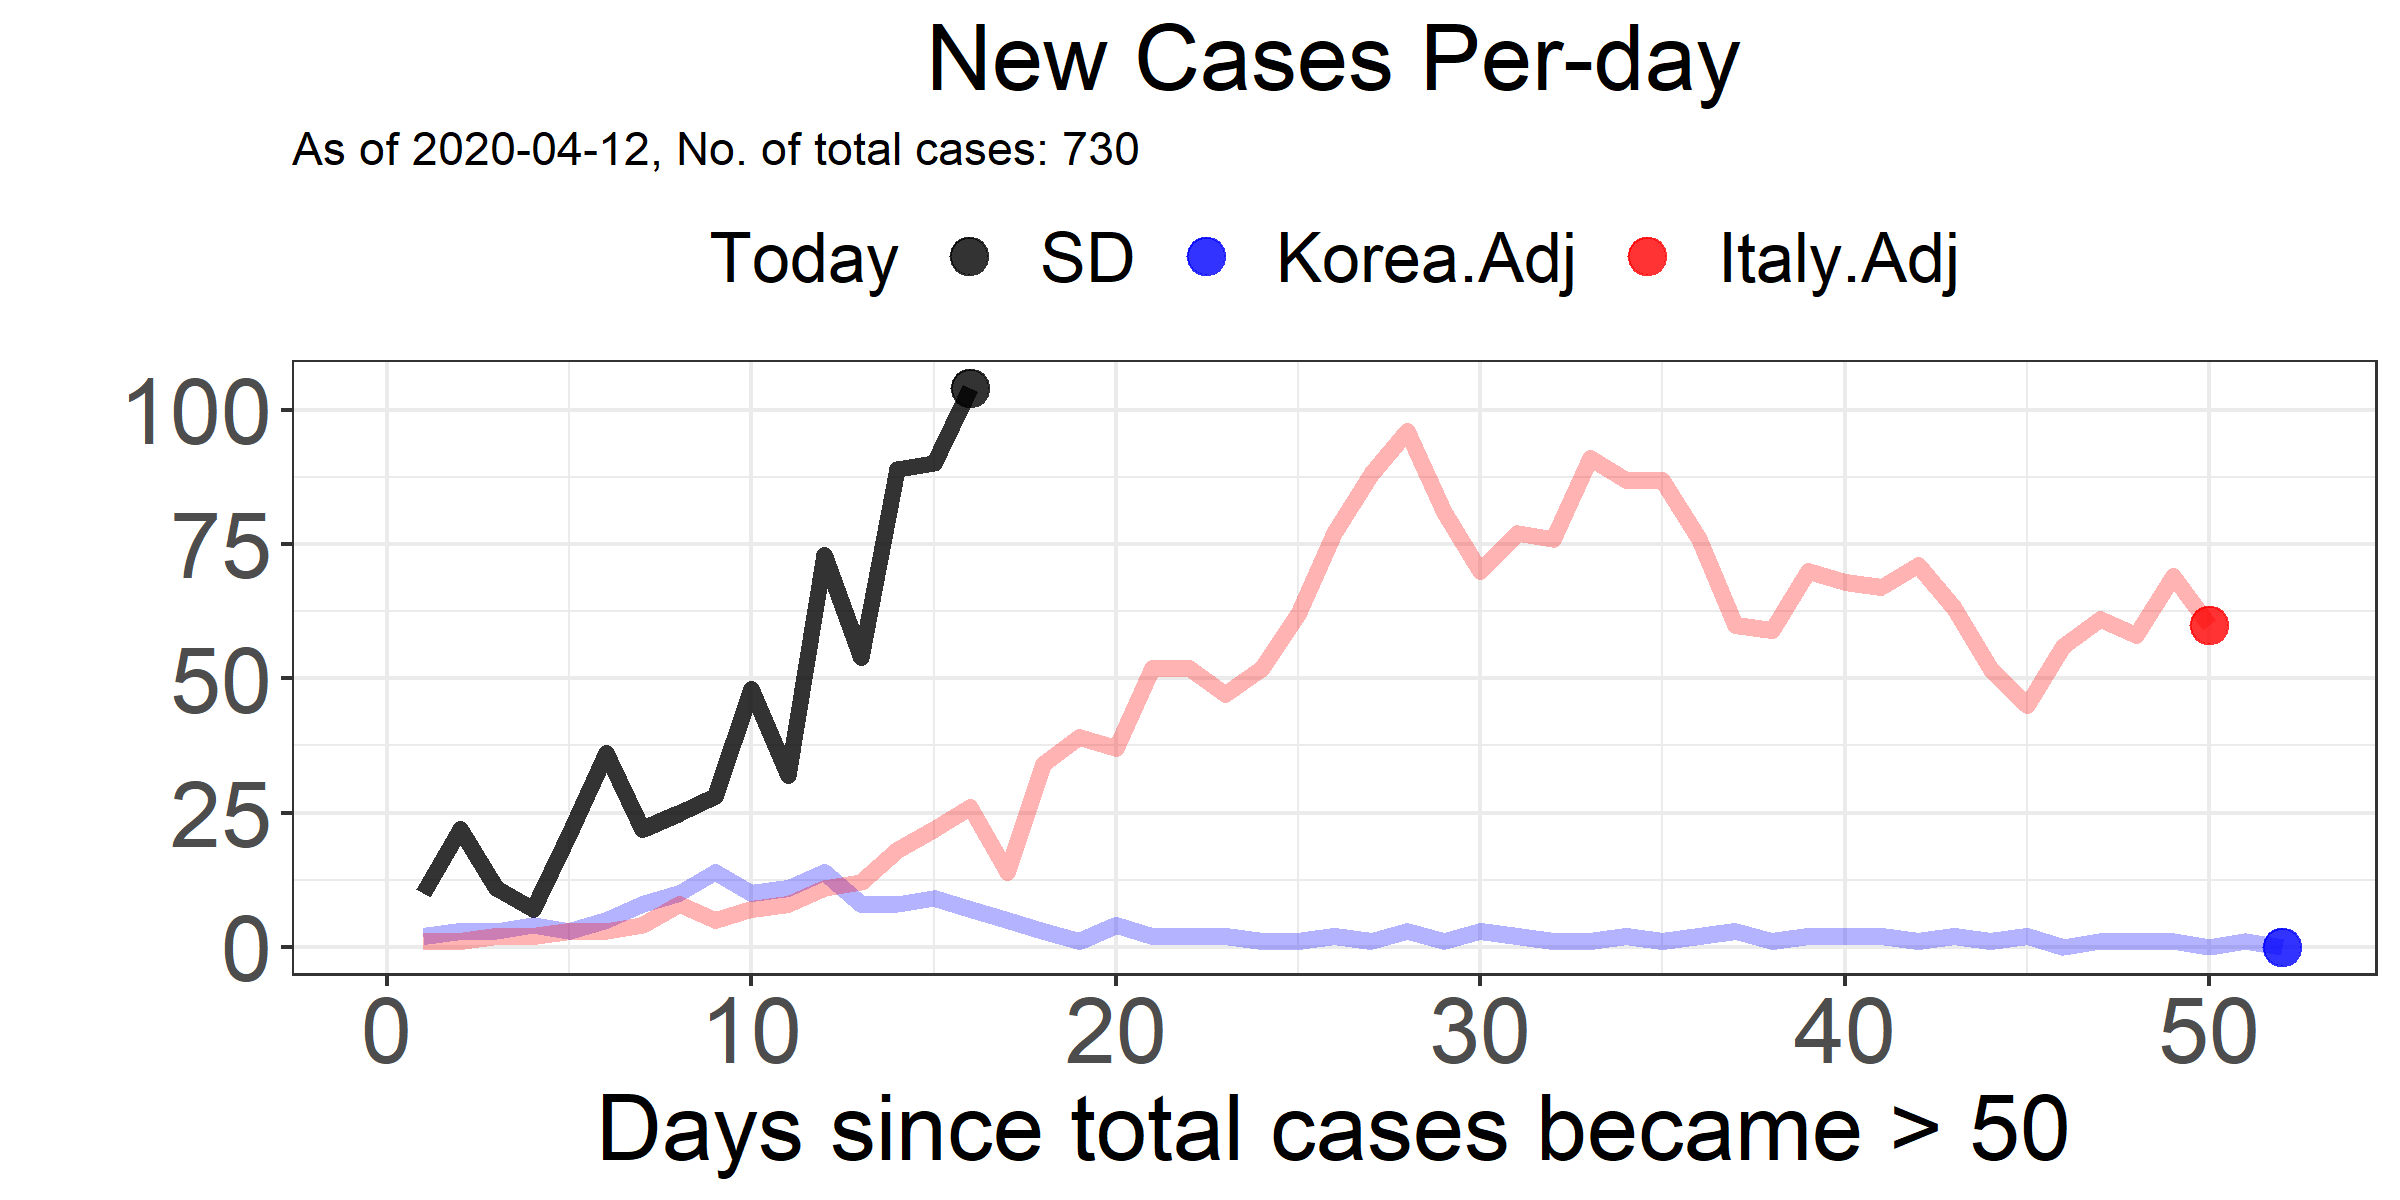 New Cases Per-day
As of 2020-04-12, No. of total cases: 730
Today SD Korea.Adj Italy.Adj
100
75
50
25
0
0 10 20 30 40 50
Days since total cases became > 50